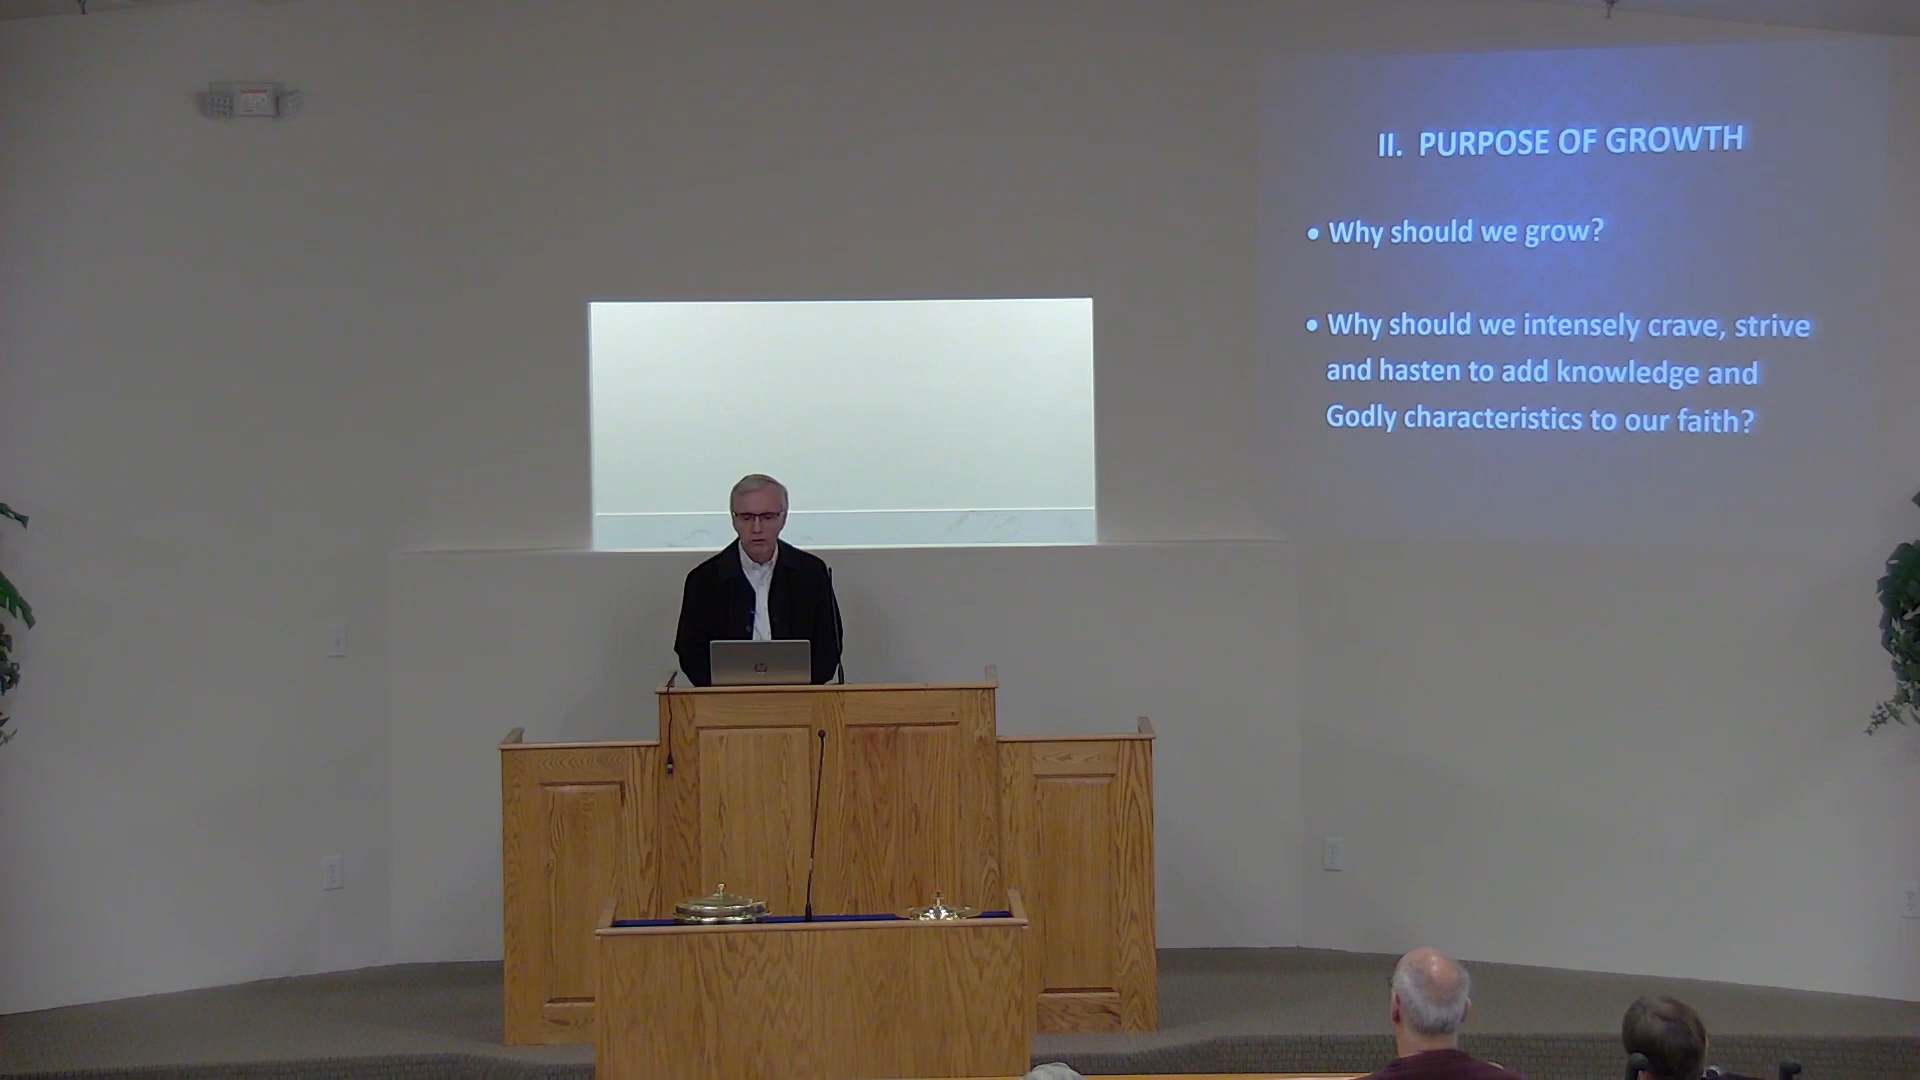 II. PURPOSE OF GROWTH
• Why should we grow?
• Why should we intensely crave, strive
and hasten to add knowledge and
Godly characteristics to our faith?
hp